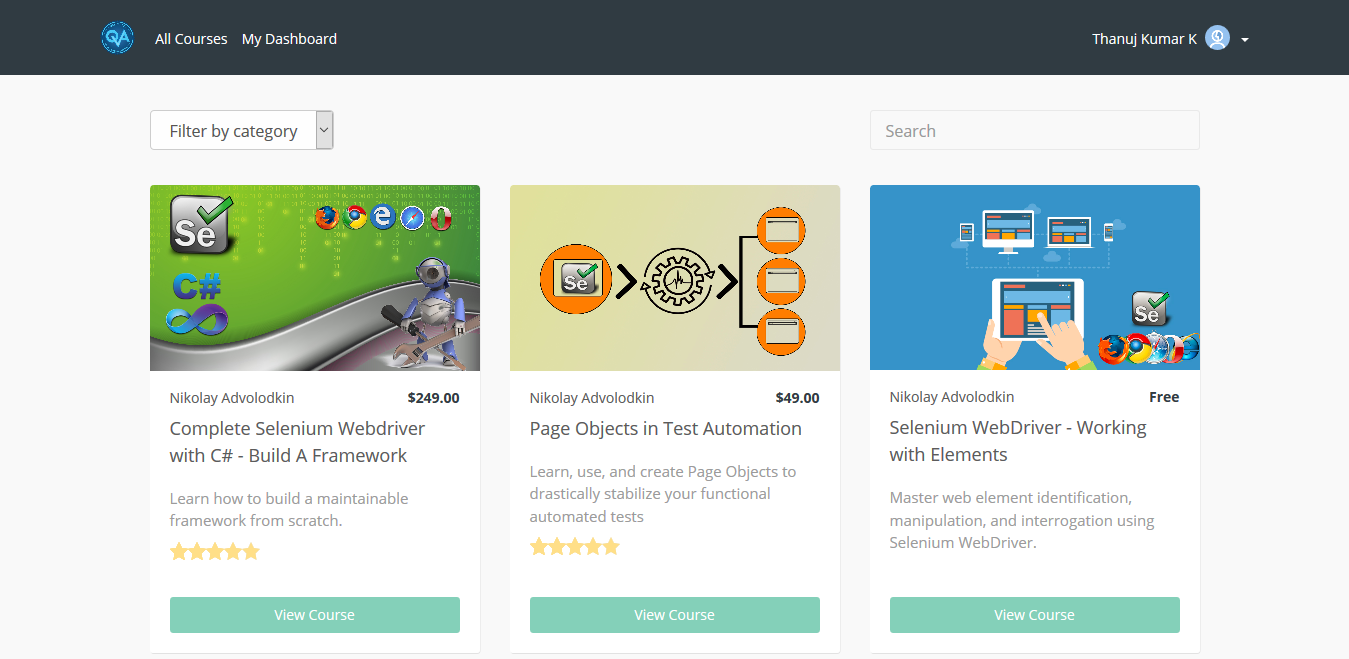 QA
All Courses
My Dashboard
Thanuj Kumar K
Filter by category
Search
Se
C#
Nikolay Advolodkin
$249.00
Complete Selenium Webdriver
with C# - Build A Framework
Learn how to build a maintainable
framework from scratch.
View Course
Se
Nikolay Advolodkin
$49.00
Page Objects in Test Automation
Learn, use, and create Page Objects to
drastically stabilize your functional
automated tests
View Course
Se
Nikolay Advolodkin
Free
Selenium WebDriver - Working
with Elements
Master web element identification,
manipulation, and interrogation using
Selenium WebDriver.
View Course